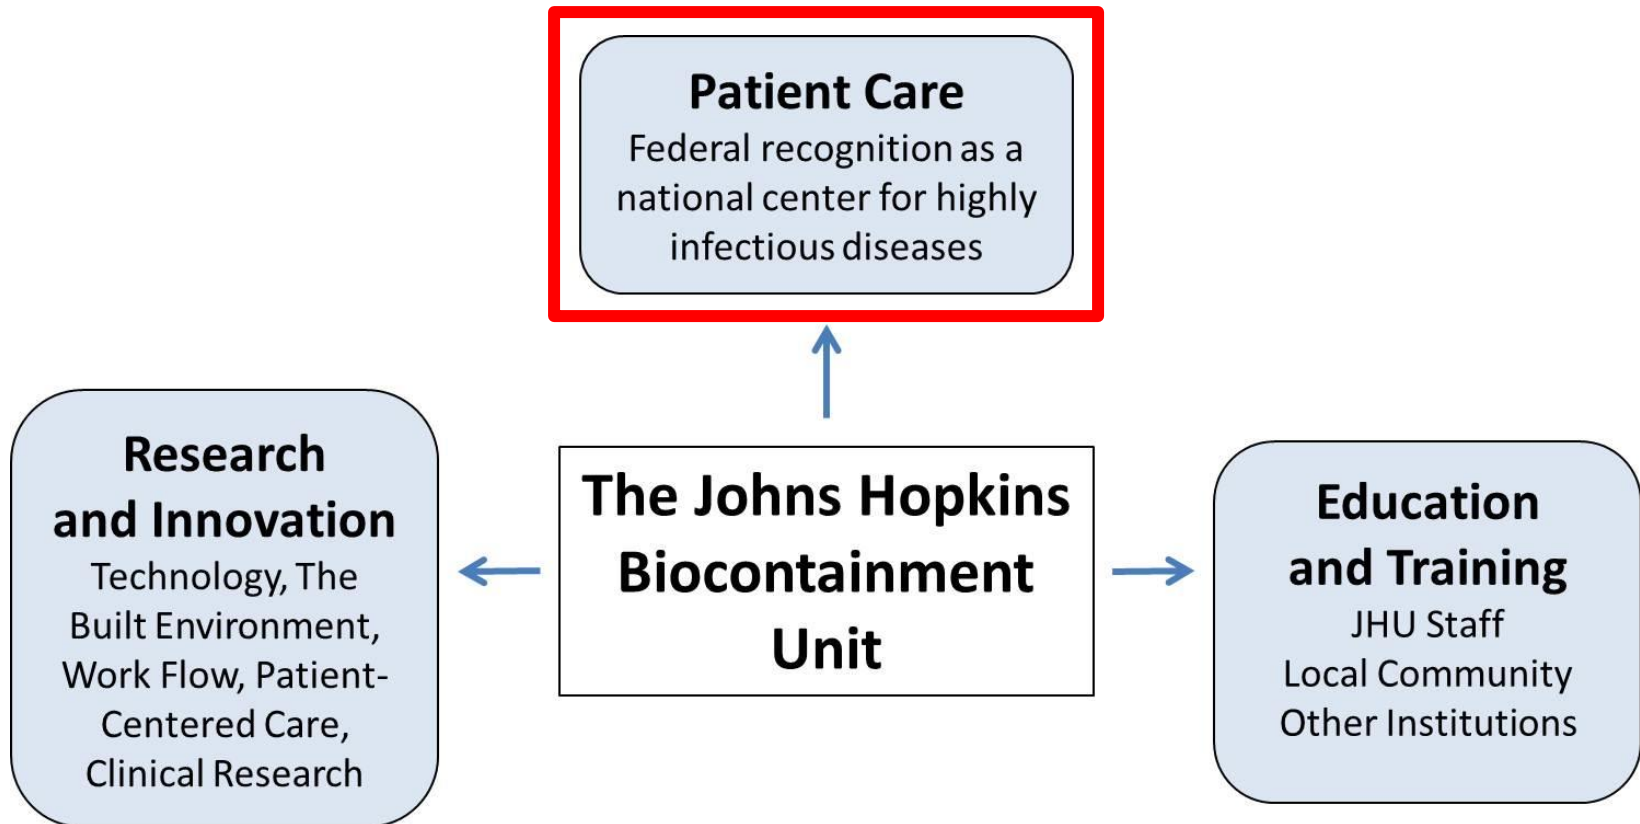 Patient Care
Federal recognition as a
national center for highly
infectious diseases
Research
and Innovation
Technology, The
Built Environment,
Work Flow, Patient-
Centered Care,
Clinical Research
The Johns Hopkins
Biocontainment
Unit
Education
and Training
JHU Staff
Local Community
Other Institutions